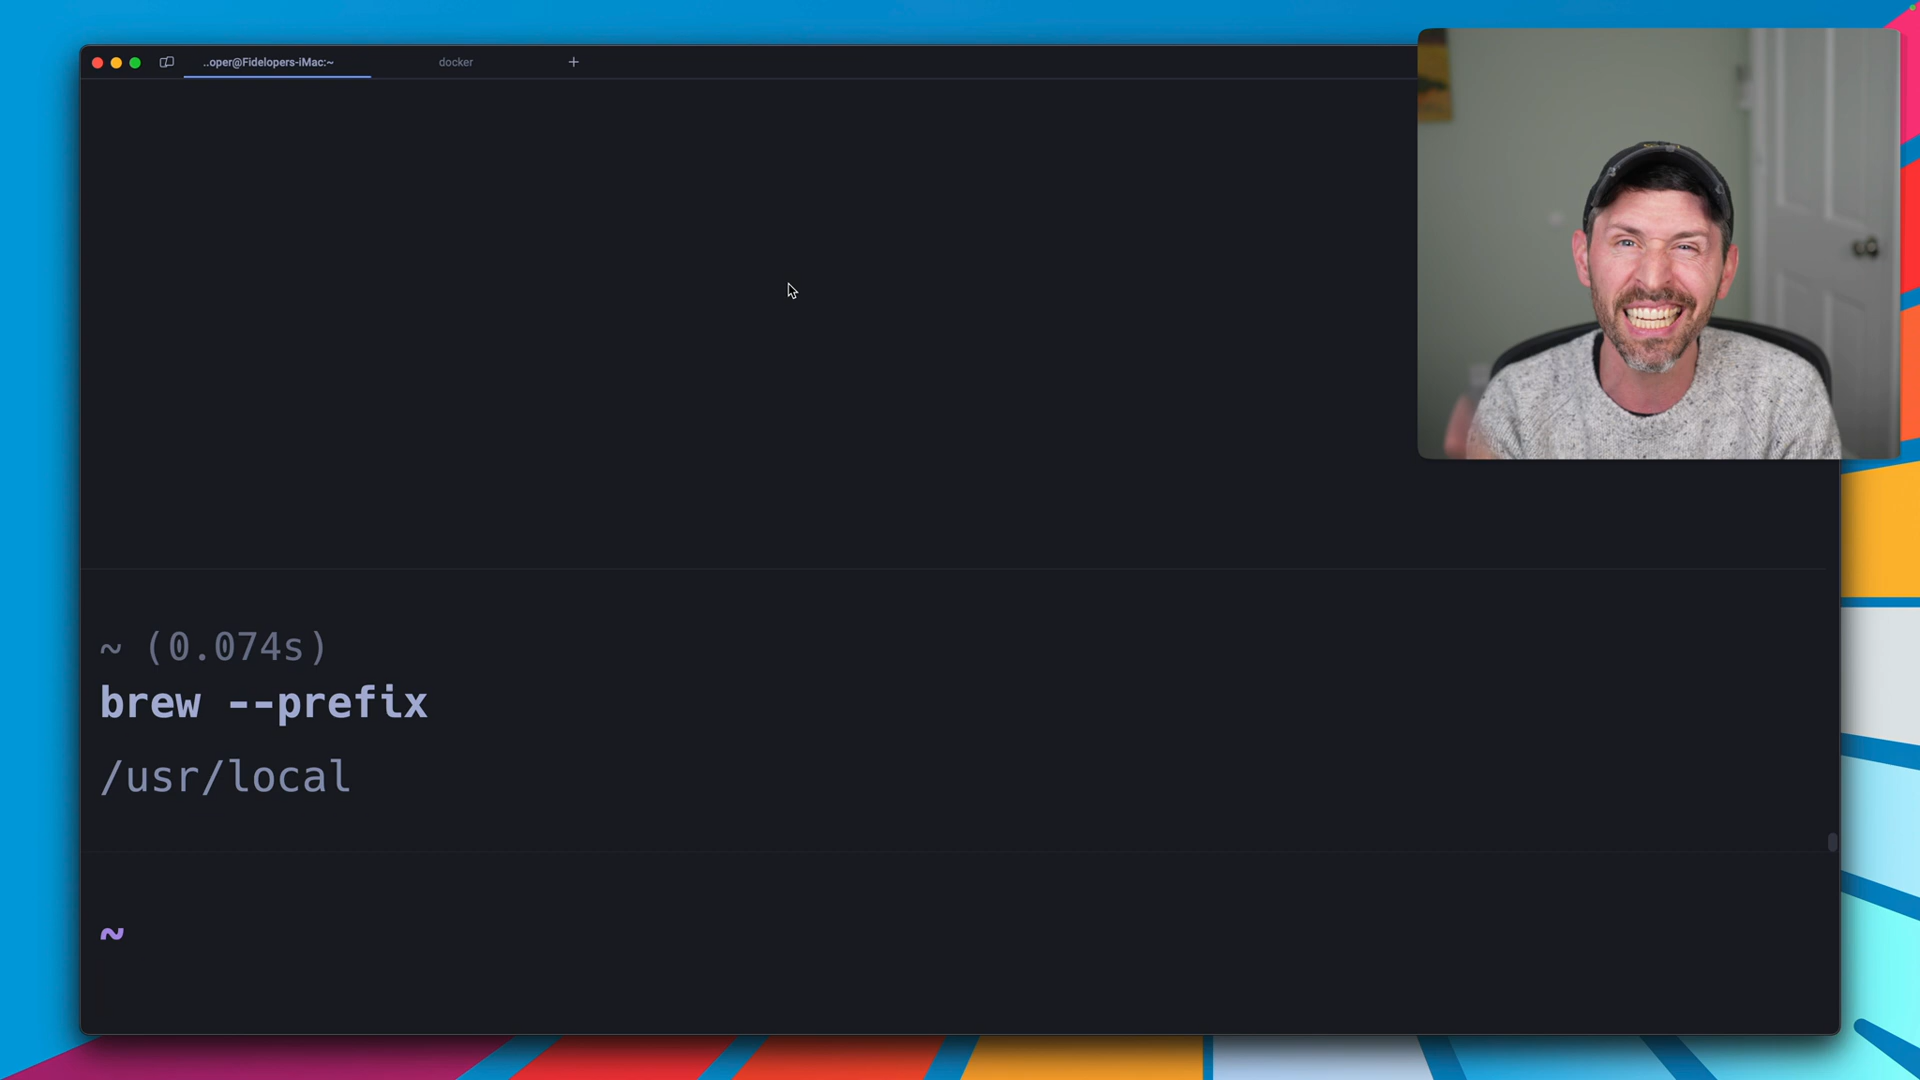 ..oper@Fidelopers-iMac:~
docker
~ (0.074s)
brew --prefix
/usr/local
~